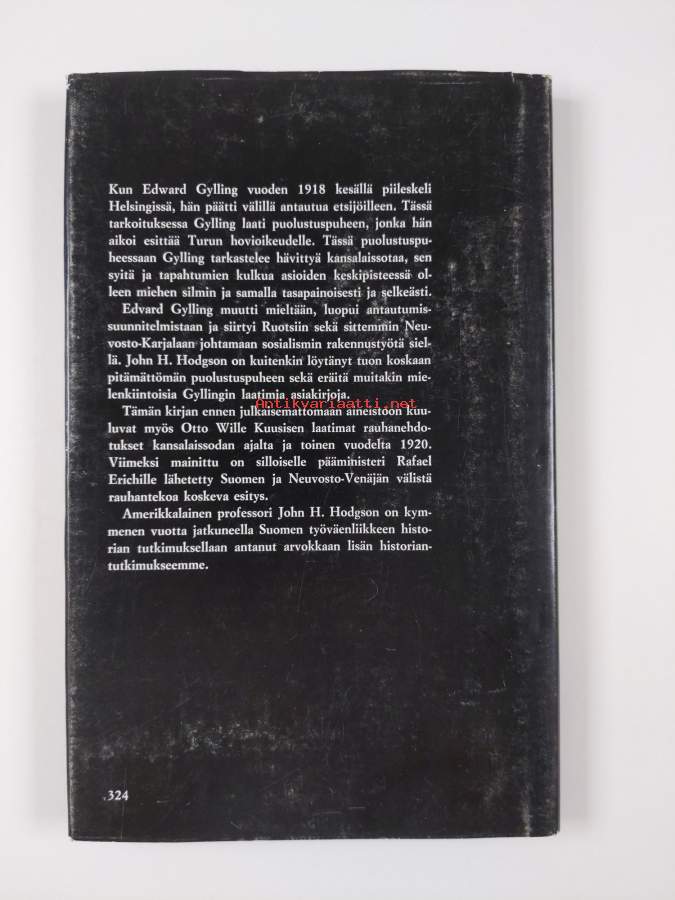 Kun Edward Gylling vuoden 1918 kesällä piileskeli
Helsingissä, hän päätti välillä antautua etsijöilleen. Tässä
tarkoituksessa Gylling laati puolustuspuheen, jonka hän
aikoi esittää Turun hovioikeudelle. Tässä puolustuspu-
heessaan Gylling tarkastelee hävittyä kansalaissotaa, sen
syitä ja tapahtumien kulkua asioiden keskipisteessä ol-
leen miehen silmin ja samalla tasapainoisesti ja selkeästi.
Edvard Gylling muutti mieltään, luopui antautumis-
suunnitelmistaan ja siirtyi Ruotsiin sekä sittemmin Neu-
vosto-Karjalaan johtamaan sosialismin rakennustyötä siel-
lä. John H. Hodgson on kuitenkin löytänyt tuon koskaan
pitämättömän puolustuspuheen sekä eräitä muitakin mie-
lenkiintoisia Gyllingin laatimia asiakirjoja.
Antikvariaatti.net
Tämän kirjan ennen julkaisemattomaan aineistoon kuu-
luvat myös Otto Wille Kuusisen laatimat rauhanehdo-
tukset kansalaissodan ajalta ja toinen vuodelta 1920.
Viimeksi mainittu on silloiselle pääministeri Rafael
Erichille lähetetty Suomen ja Neuvosto-Venäjän välistä
rauhantekoa koskeva esitys.
Amerikkalainen professori John H. Hodgson on kym-
menen vuotta jatkuneella Suomen työväenliikkeen histo-
rian tutkimuksellaan antanut arvokkaan lisän historian-
tutkimukseemme.
.324